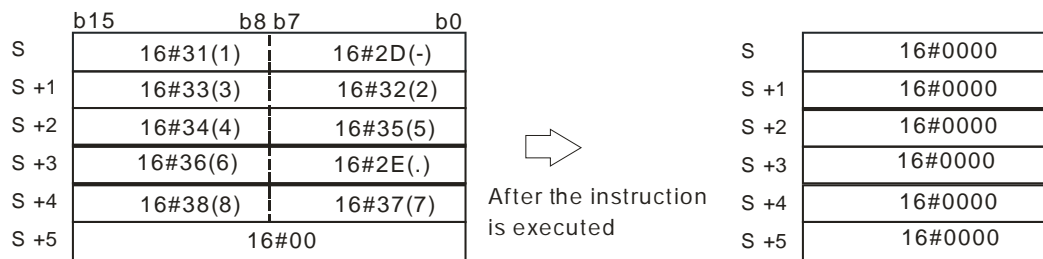 b15 b8 b7 b0
S 16#31(1) 16#2D(-) S 16#0000
S +1 16#33(3) 16#32(2) S +1 16#0000
S +2 16#34(4) 16#35(5) S +2 16#0000
S +3 16#36(6) 16#2E(.) S +3 16#0000
S +4 16#38(8) 16#37(7) After the instruction S +4 16#0000
S +5 16#00 is executed S +5 16#0000